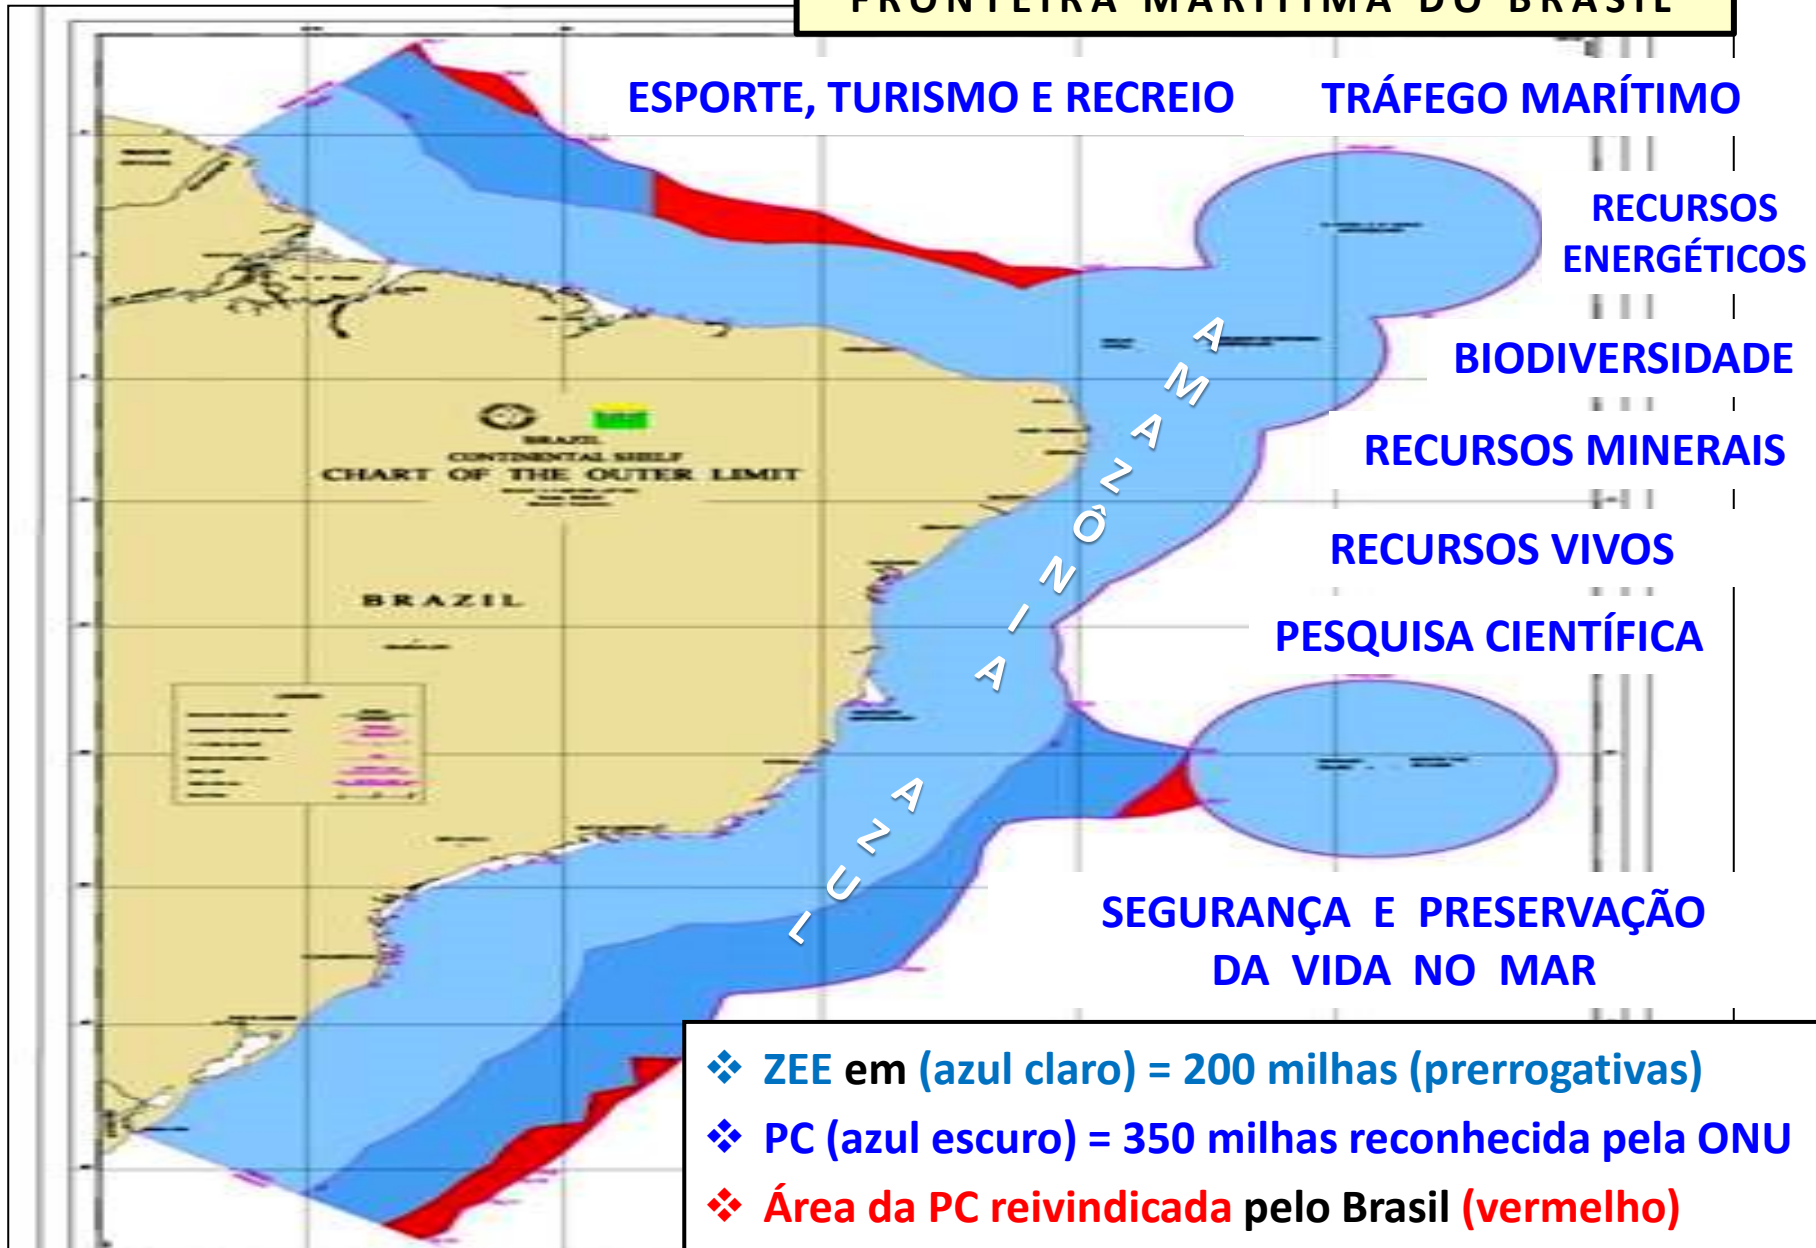 FRONTEIRA MARÍTIMA DO BRASIL
ESPORTE, TURISMO E RECREIO
TRÁFEGO MARÍTIMO
RECURSOS
ENERGÉTICOS
BIODIVERSIDADE
RECURSOS MINERAIS
RECURSOS VIVOS
PESQUISA CIENTÍFICA
AMAZÔNIA AZUL
BRAZIL
CONTINENTAL SHELF
CHART OF THE OUTER LIMIT
BRAZIL
SEGURANÇA E PRESERVAÇÃO
DA VIDA NO MAR
❖ ZEE em (azul claro) = 200 milhas (prerrogativas)
❖ PC (azul escuro) = 350 milhas reconhecida pela ONU
❖ Área da PC reivindicada pelo Brasil (vermelho)